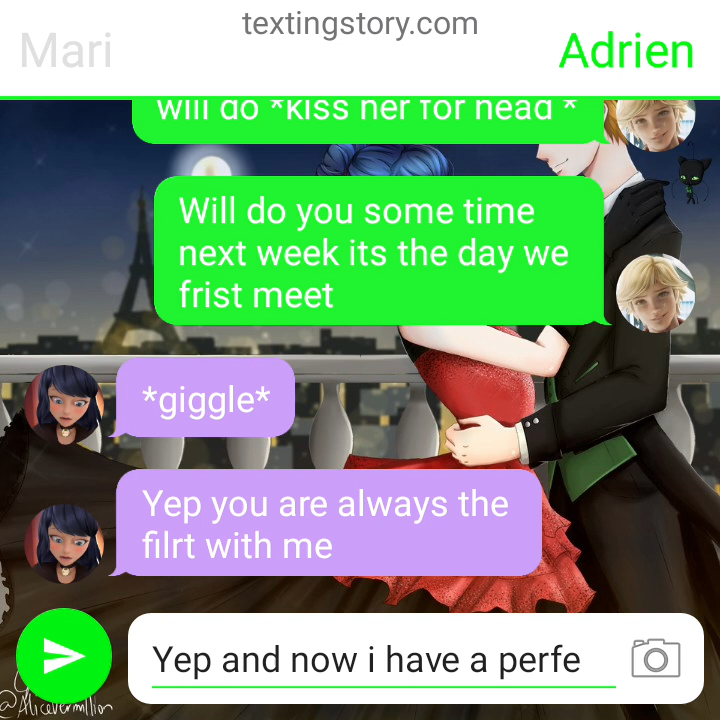 textingstory.com
Mari
Adrien
will do *kiss her for head *
Will do you some time
next week its the day we
frist meet
*giggle*
Yep you are always the
filrt with me
Yep and now i have a perfe
@Alicevermillion